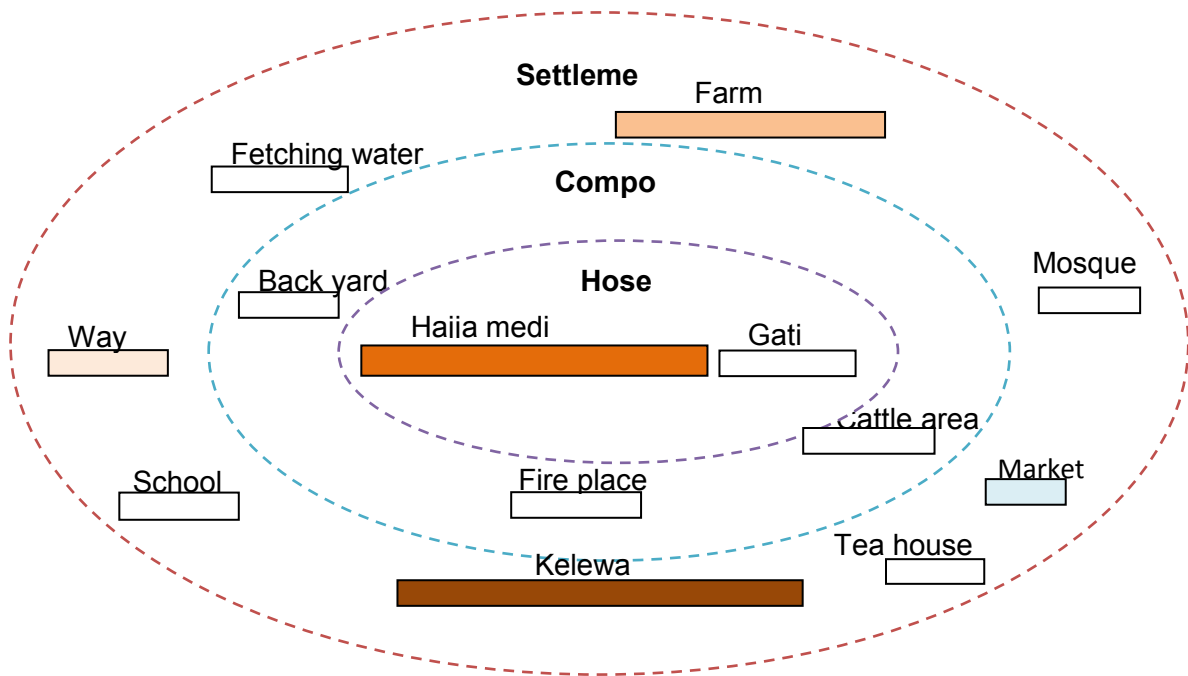 Settleme
Farm
Fetching water
Compo
Mosque
Back yard
Hose
Way
Haiia medi
Gati
Cattle area
School
Fire place
Market
Tea house
Kelewa